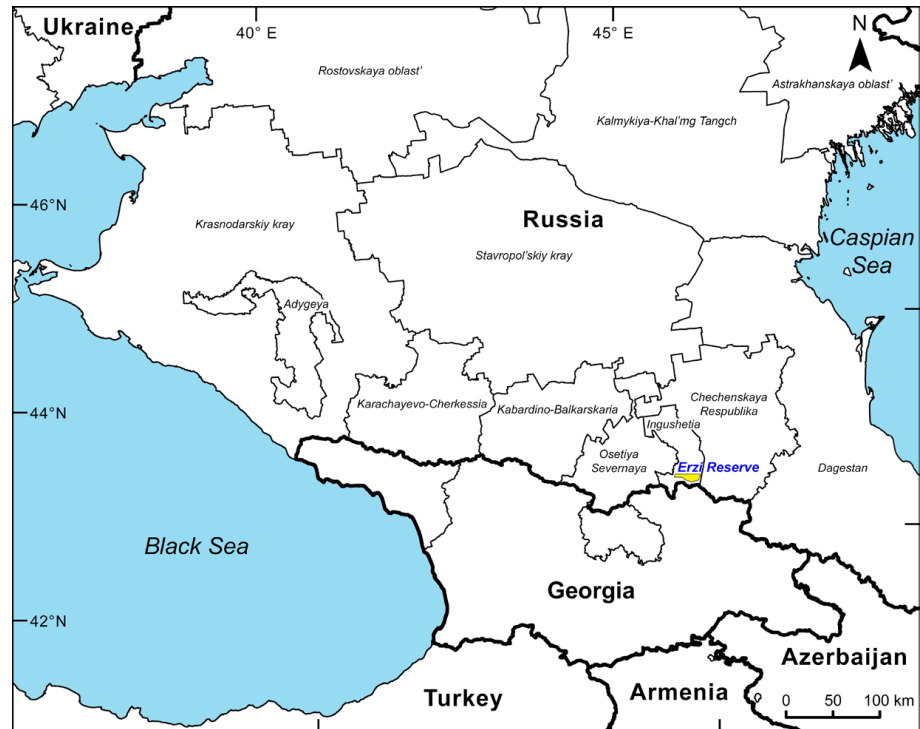 Ukraine
40° E
45° E
N
Rostovskaya oblast'
Astrakhanskaya oblast'
Kalmykiya-Khal'mg Tangch
46°N
Krasnodarskiy kray
Russia
Caspian
Sea
Stavropol'skiy kray
Adygeya
44°N
Karachayevo-Cherkessia
Kabardino-Balkarskaria
Chechenskaya
Respublika
Ingushetia
Osetiya
Severnaya
Erzi Reserve
Dagestan
Black Sea
Georgia
42°N
Azerbaijan
Turkey
Armenia
0 50 100 km